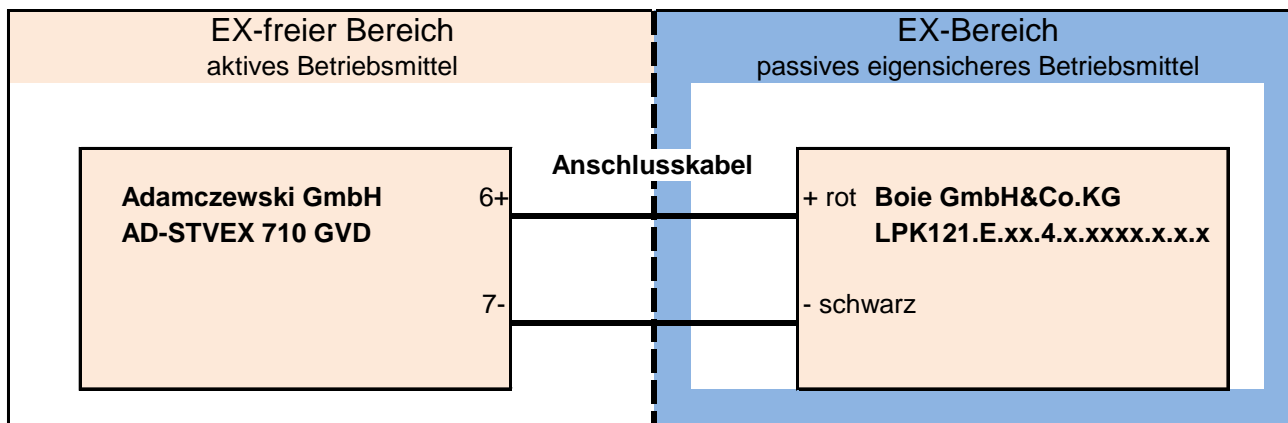 EX-freier Bereich
aktives Betriebsmittel
EX-Bereich
passives eigensicheres Betriebsmittel
Anschlusskabel
Adamczewski GmbH
AD-STVEX 710 GVD
6+
7-
+ rot Boie GmbH&Co.KG
LPK121.E.xx.4.x.xxxx.x.x.x
- schwarz